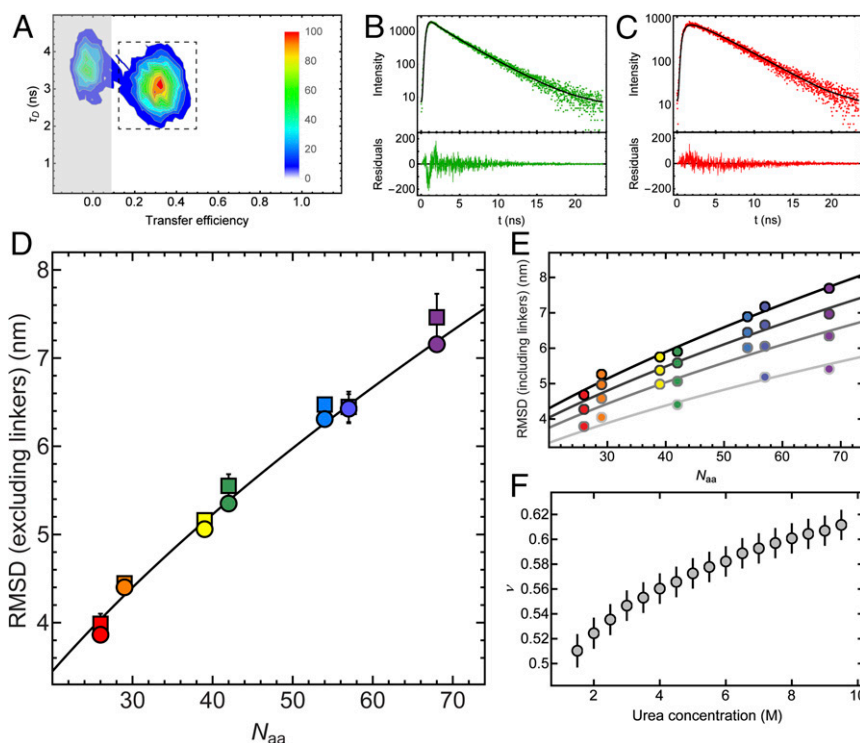 A
τD (ns)
4
3
2
1
0.0 0.2 0.4 0.6 0.8 1.0
Transfer efficiency
100
80
60
40
20
0
B
Intensity
1000
100
10
Residuals
200
0
−200
0 5 10 15 20
t (ns)
C
Intensity
1000
100
10
Residuals
200
0
−200
0 5 10 15 20
t (ns)
D
RMSD (excluding linkers) (nm)
8
7
6
5
4
30 40 50 60 70
Naa
E
RMSD (including linkers) (nm)
8
7
6
5
4
20 30 40 50 60 70
Naa
F
ν
0.62
0.6
0.58
0.56
0.54
0.52
0.5
2 4 6 8 10
Urea concentration (M)